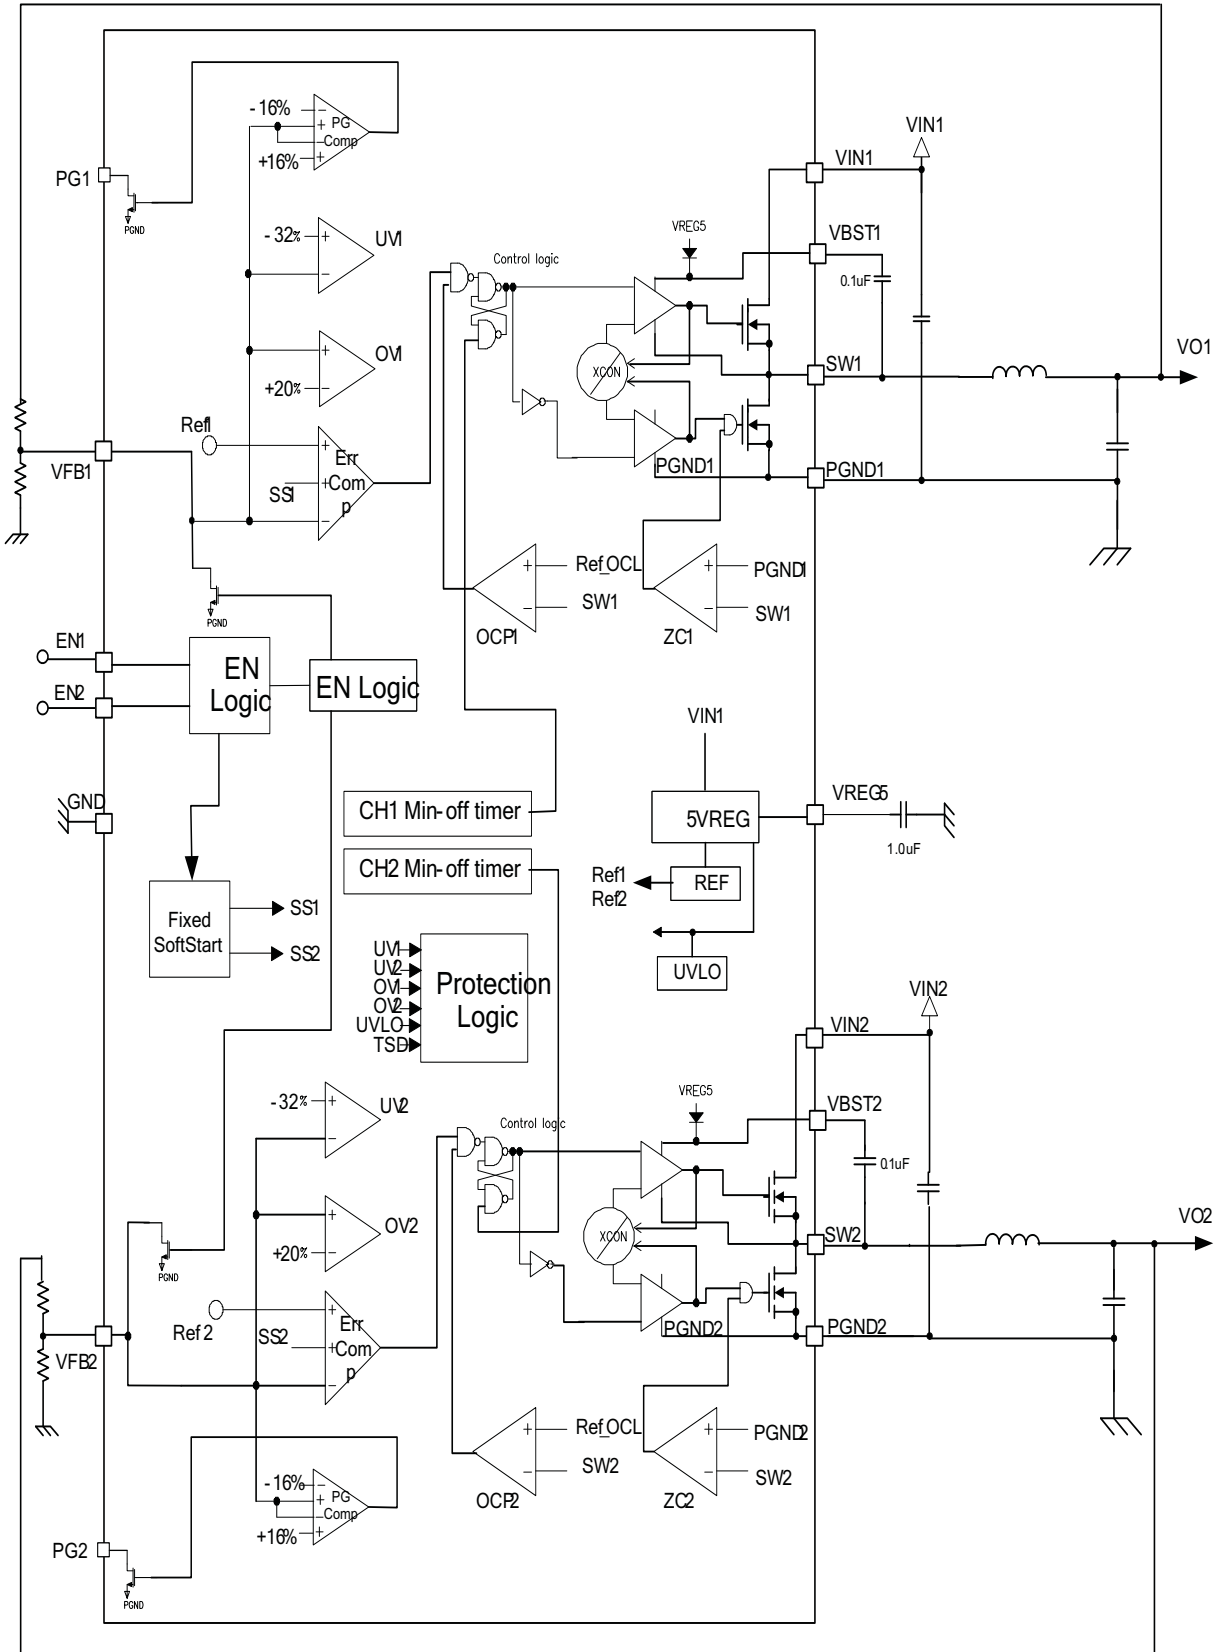 - 16%
PG
Comp
+16%
PG1
PGND
VIN1
VIN1
- 32%
UV1
VREG5
VBST1
Control logic
0.1uF
OV1
+20%
XCON
SW1
VO1
Ref1
VFB1
Err
Com
p
SS1
PGND1
PGND1
Ref_OCL
SW1
OCP1
PGND1
SW1
ZC1
PGND
EN1
EN2
EN
Logic
EN Logic
VIN1
GND
CH1 Min-off timer
5VREG
VREG5
1.0uF
CH2 Min-off timer
Ref1
Ref2
REF
Fixed
SoftStart
SS1
SS2
UV1
UV2
OV1
OV2
UVLO
TSD
Protection
Logic
UVLO
VIN2
VIN2
- 32%
UV2
VREG5
VBST2
Control logic
0.1uF
OV2
+20%
XCON
SW2
VO2
PGND
Ref 2
VFB2
Err
Com
p
SS2
PGND2
PGND2
Ref_OCL
SW2
OCP2
PGND2
SW2
ZC2
- 16%
PG
Comp
+16%
PG2
PGND